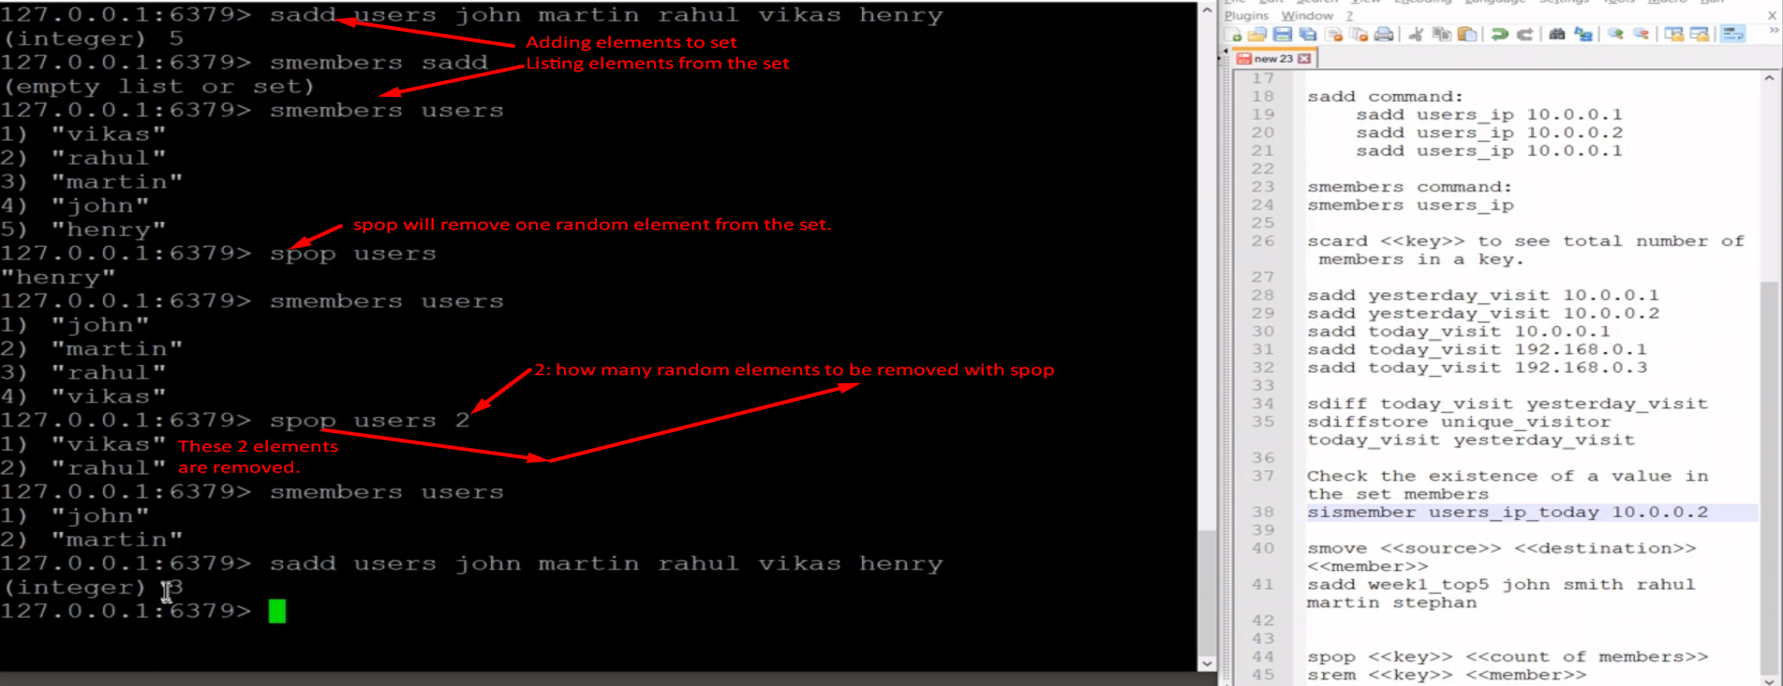 127.0.0.1:6379> sadd users john martin rahul vikas henry
(integer) 5
Adding elements to set
127.0.0.1:6379> smembers sadd
Listing elements from the set
(empty list or set)
127.0.0.1:6379> smembers users
1) "vikas"
2) "rahul"
3) "martin"
4) "john"
5) "henry"
spop will remove one random element from the set.
127.0.0.1:6379> spop users
"henry"
127.0.0.1:6379> smembers users
1) "john"
2) "martin"
3) "rahul"
4) "vikas"
2: how many random elements to be removed with spop
127.0.0.1:6379> spop users 2
1) "vikas"
2) "rahul"
These 2 elements
are removed.
127.0.0.1:6379> smembers users
1) "john"
2) "martin"
127.0.0.1:6379> sadd users john martin rahul vikas henry
(integer) 3
127.0.0.1:6379>
Plugins Window ?
X
new 23
17
18 sadd command:
19 sadd users_ip 10.0.0.1
20 sadd users_ip 10.0.0.2
21 sadd users_ip 10.0.0.1
22
23 smembers command:
24 smembers users_ip
25
26 scard <<key>> to see total number of
members in a key.
27
28 sadd yesterday_visit 10.0.0.1
29 sadd yesterday_visit 10.0.0.2
30 sadd today_visit 10.0.0.1
31 sadd today_visit 192.168.0.1
32 sadd today_visit 192.168.0.3
33
34 sdiff today_visit yesterday_visit
35 sdiffstore unique_visitor
today_visit yesterday_visit
36
37 Check the existence of a value in
the set members
38 sismember users_ip_today 10.0.0.2
39
40 smove <<source>> <<destination>>
<<member>>
41 sadd week1_top5 john smith rahul
martin stephan
42
43
44 spop <<key>> <<count of members>>
45 srem <<key>> <<member>>